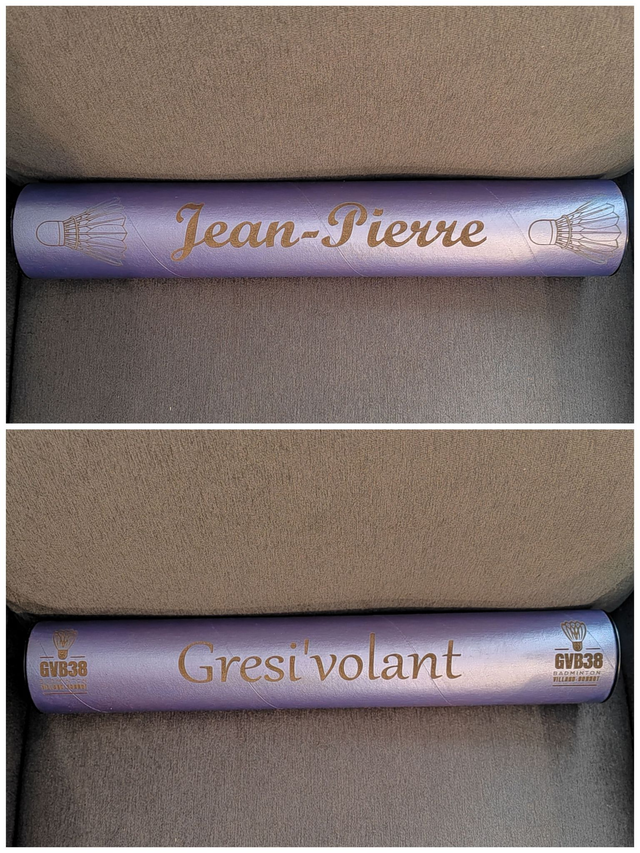 Jean-Pierre
GVB38
Gresi'volant
GVB38
BADMINTON
VILLARD-BONNOT